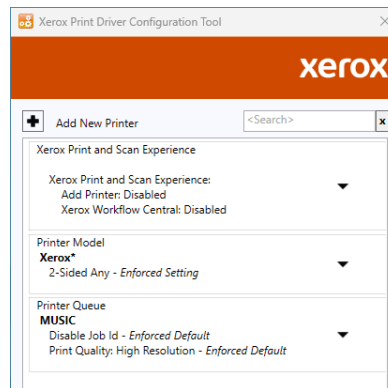 Xerox Print Driver Configuration Tool
xerox
Add New Printer
<Search>
x
Xerox Print and Scan Experience
Xerox Print and Scan Experience:
Add Printer: Disabled
Xerox Workflow Central: Disabled
Printer Model
Xerox*
2-Sided Any - Enforced Setting
Printer Queue
MUSIC
Disable Job Id - Enforced Default
Print Quality: High Resolution - Enforced Default